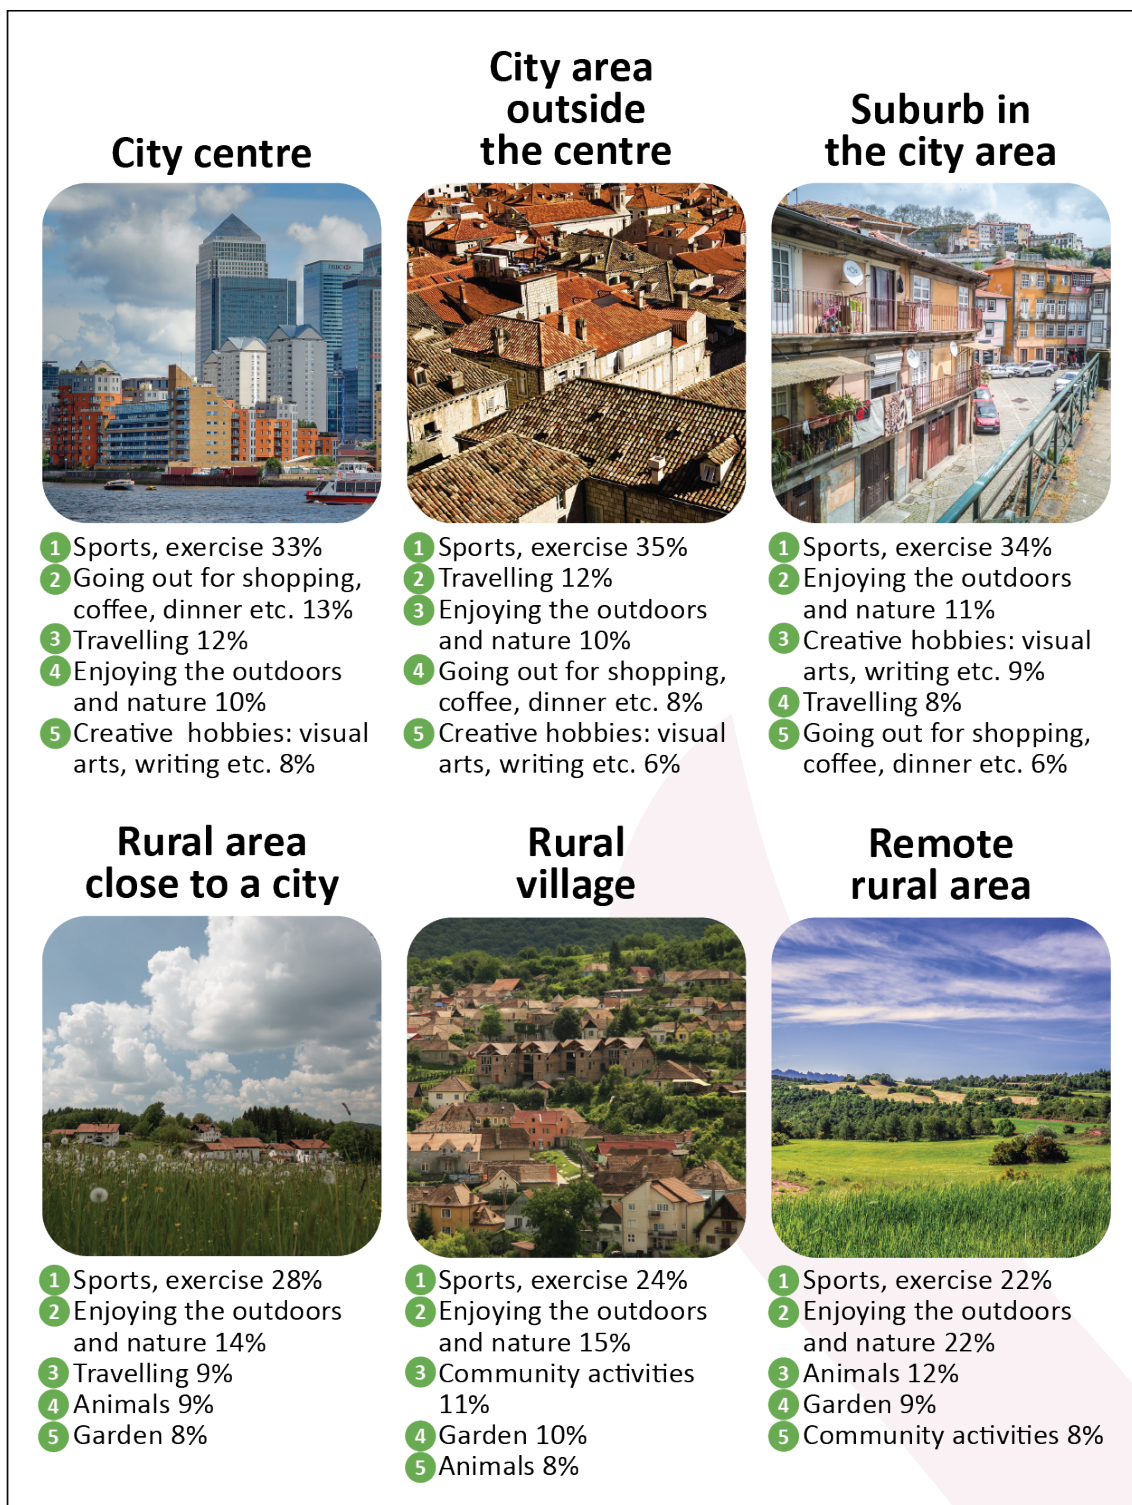 City centre
1 Sports, exercise 33%
2 Going out for shopping,
coffee, dinner etc. 13%
3 Travelling 12%
4 Enjoying the outdoors
and nature 10%
5 Creative hobbies: visual
arts, writing etc. 8%
City area
outside
the centre
1 Sports, exercise 35%
2 Travelling 12%
3 Enjoying the outdoors
and nature 10%
4 Going out for shopping,
coffee, dinner etc. 8%
5 Creative hobbies: visual
arts, writing etc. 6%
Suburb in
the city area
1 Sports, exercise 34%
2 Enjoying the outdoors
and nature 11%
3 Creative hobbies: visual
arts, writing etc. 9%
4 Travelling 8%
5 Going out for shopping,
coffee, dinner etc. 6%
Rural area
close to a city
1 Sports, exercise 28%
2 Enjoying the outdoors
and nature 14%
3 Travelling 9%
4 Animals 9%
5 Garden 8%
Rural
village
1 Sports, exercise 24%
2 Enjoying the outdoors
and nature 15%
3 Community activities
11%
4 Garden 10%
5 Animals 8%
Remote
rural area
1 Sports, exercise 22%
2 Enjoying the outdoors
and nature 22%
3 Animals 12%
4 Garden 9%
5 Community activities 8%